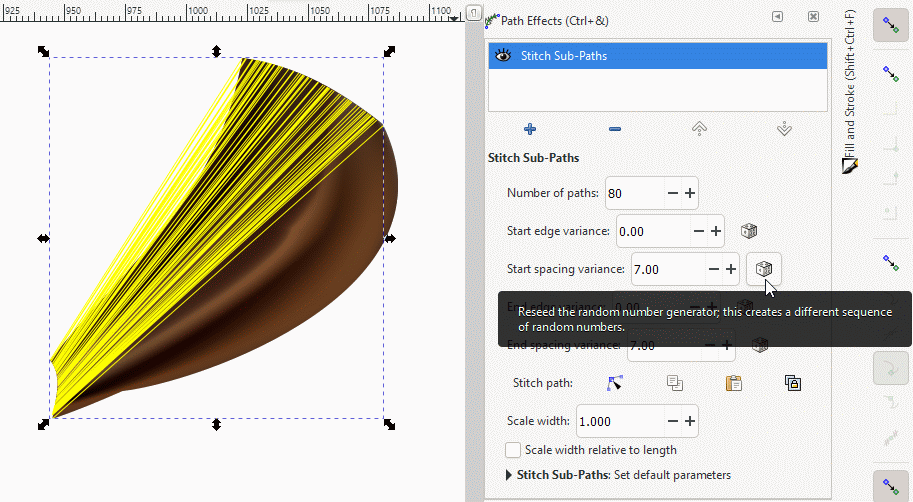 925 950 975 1000 1025 1050 1075 1100
Path Effects (Ctrl+&)
Stitch Sub-Paths
Stitch Sub-Paths
Number of paths: 80
Start edge variance: 0.00
Start spacing variance: 7.00
End edge variance: 0.00
Reseed the random number generator; this creates a different sequence
of random numbers.
End spacing variance: 7.00
Stitch path:
Scale width: 1.000
Scale width relative to length
Stitch Sub-Paths: Set default parameters
Fill and Stroke (Shift+Ctrl+F)